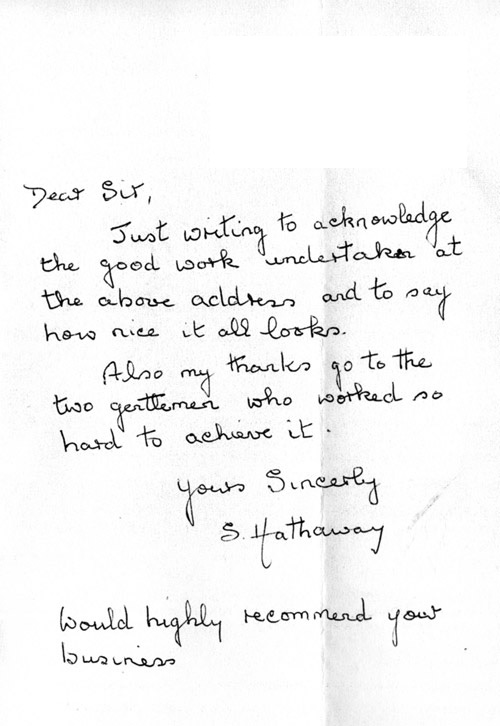 Dear Sir,
Just writing to acknowledge
the good work undertaken at
the above address and to say
how nice it all looks.
Also my thanks go to the
two gentlemen who worked so
hard to achieve it.
Yours Sincerly
S. Hathaway
Would highly recommend your
business